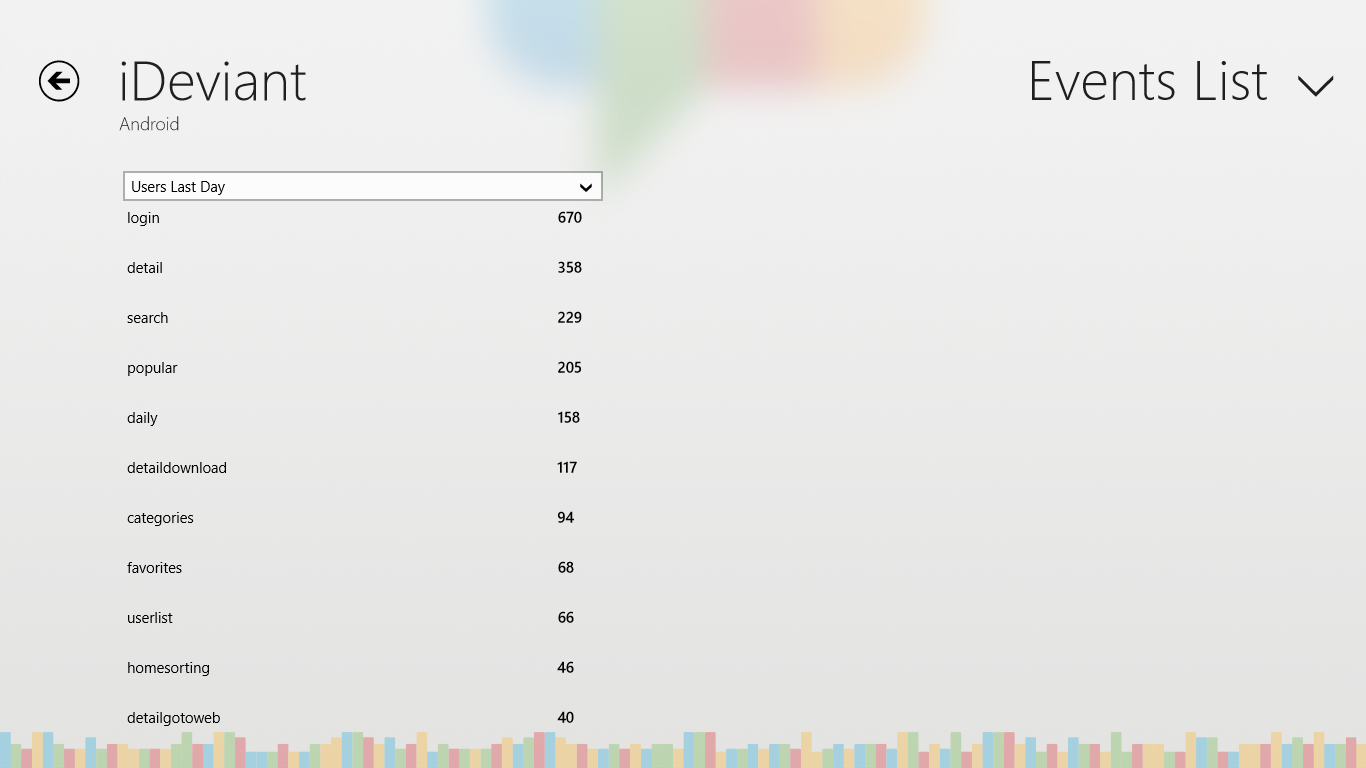 iDeviant
Android
Events List
Users Last Day
login 670
detail 358
search 229
popular 205
daily 158
detaildownload 117
categories 94
favorites 68
userlist 66
homesorting 46
detailgotoweb 40